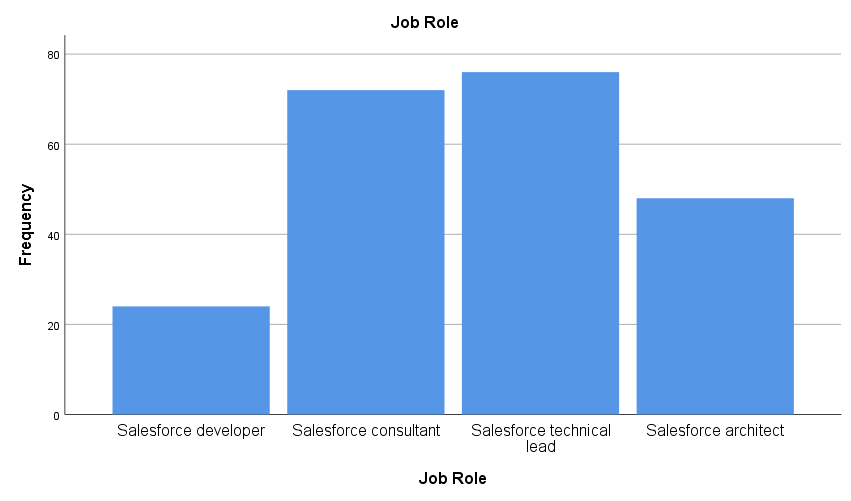 Job Role
80
60
40
20
0
Frequency
Salesforce developer
Salesforce consultant
Salesforce technical
lead
Salesforce architect
Job Role